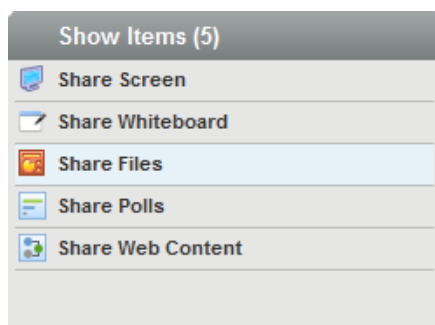 Show Items (5)
Share Screen
Share Whiteboard
Share Files
Share Polls
Share Web Content